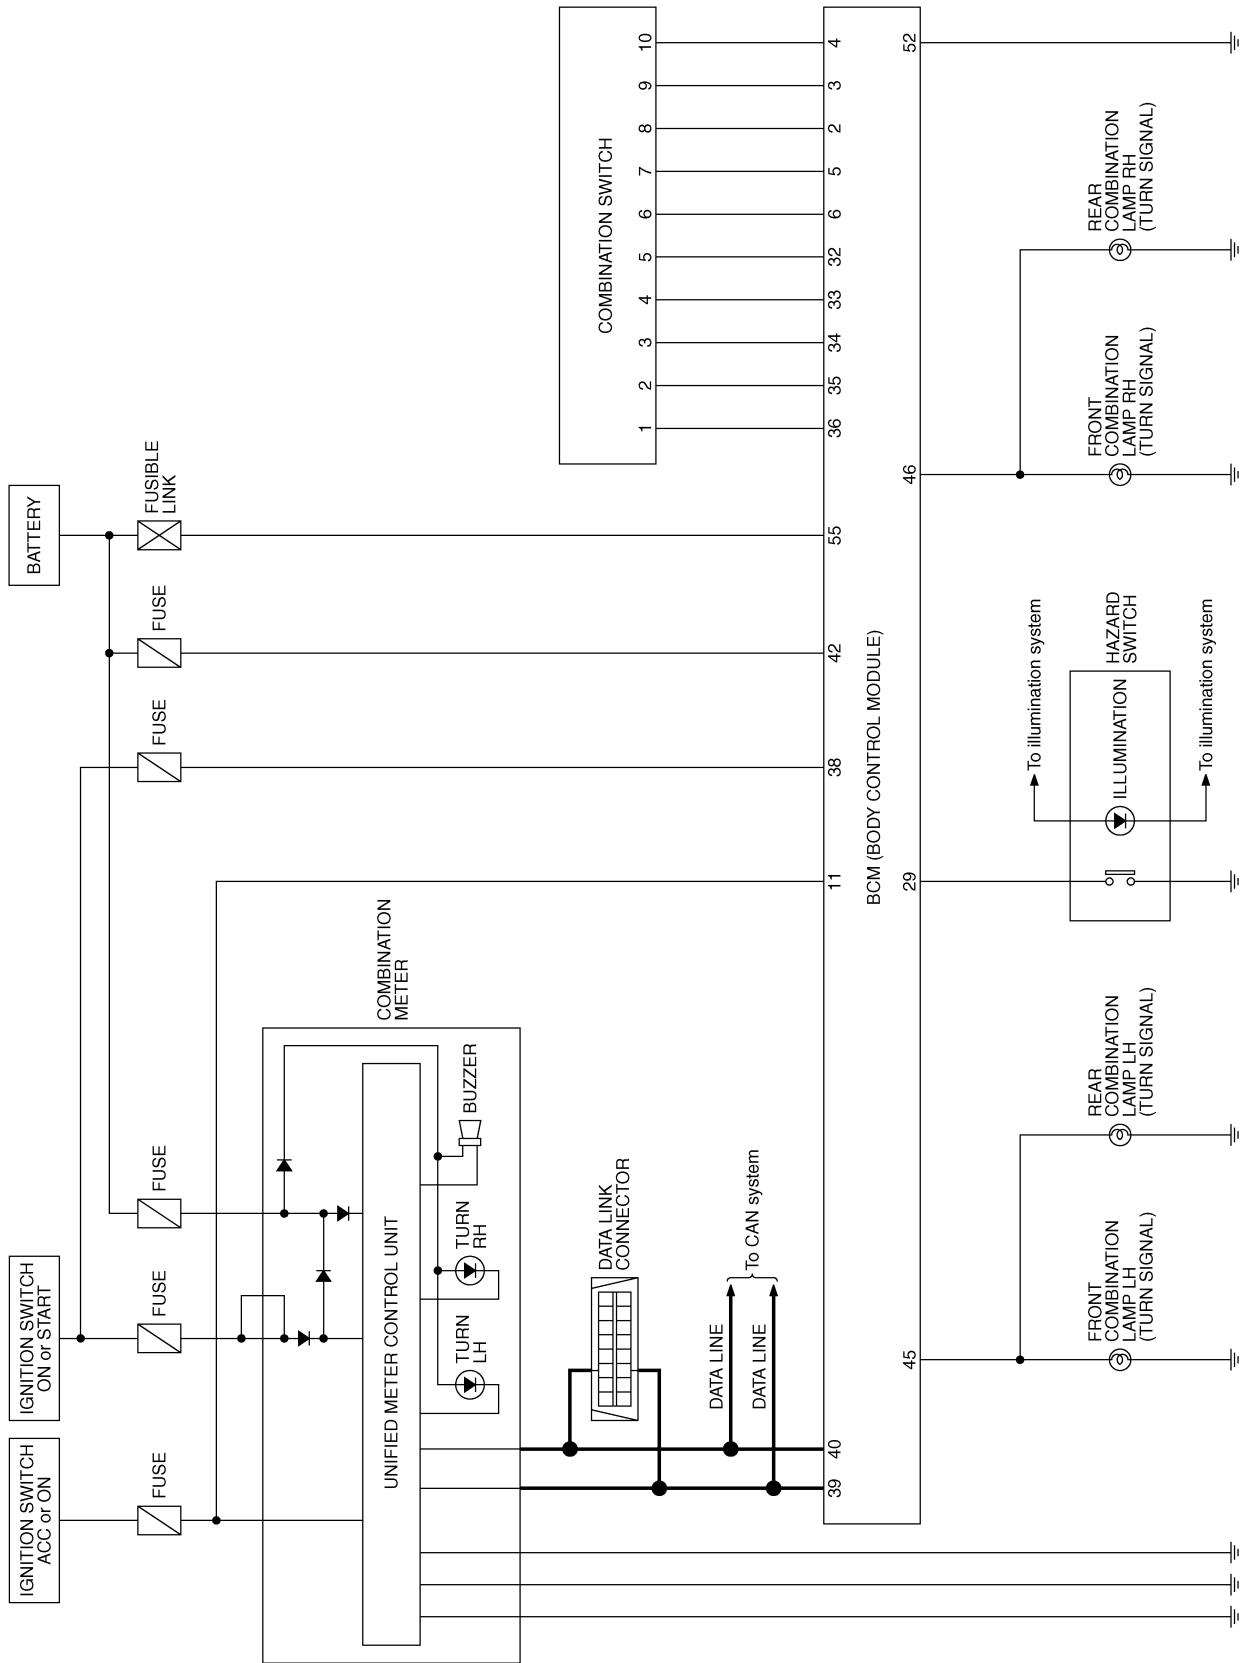 IGNITION SWITCH
ACC or ON
IGNITION SWITCH
ON or START
BATTERY
FUSE
FUSE
FUSE
FUSE
FUSE
FUSIBLE
LINK
COMBINATION
METER
UNIFIED METER CONTROL UNIT
TURN
LH
TURN
RH
BUZZER
DATA LINK
CONNECTOR
DATA LINE
DATA LINE
To CAN system
COMBINATION SWITCH
1
2
3
4
5
6
7
8
9
10
39
40
11
38
42
55
36
35
34
33
32
6
5
2
3
4
BCM (BODY CONTROL MODULE)
45
29
46
52
FRONT
COMBINATION
LAMP LH
(TURN SIGNAL)
REAR
COMBINATION
LAMP LH
(TURN SIGNAL)
To illumination system
ILLUMINATION
HAZARD
SWITCH
To illumination system
FRONT
COMBINATION
LAMP RH
(TURN SIGNAL)
REAR
COMBINATION
LAMP RH
(TURN SIGNAL)